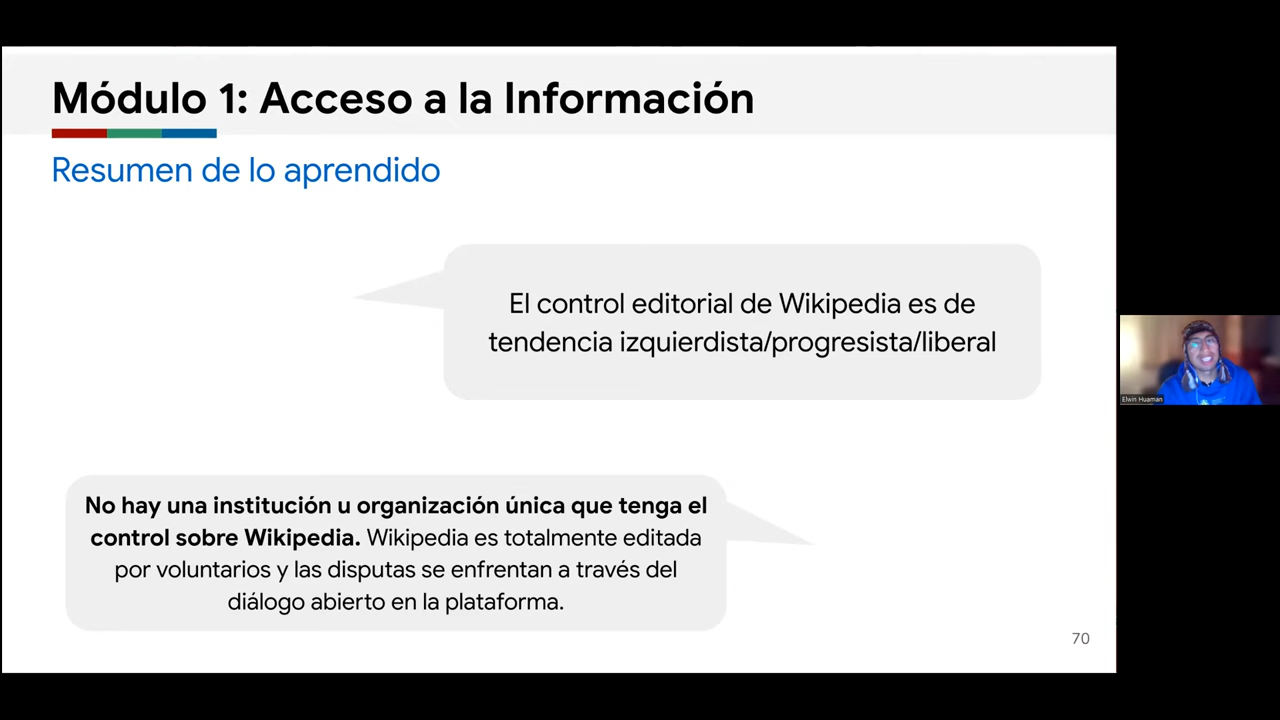 Módulo 1: Acceso a la Información
Resumen de lo aprendido
El control editorial de Wikipedia es de
tendencia izquierdista/progresista/liberal
No hay una institución u organización única que tenga el
control sobre Wikipedia. Wikipedia es totalmente editada
por voluntarios y las disputas se enfrentan a través del
diálogo abierto en la plataforma.
70
Elwin Huaman